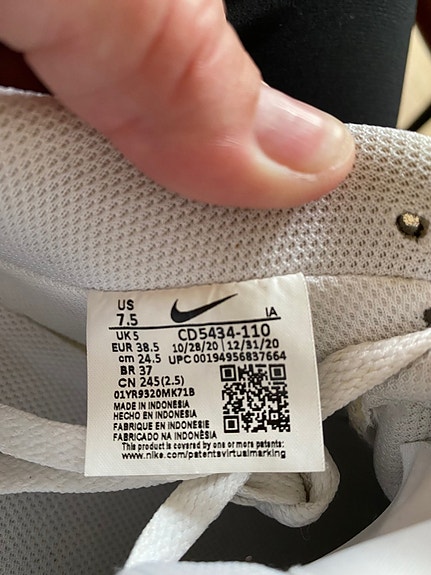 US
7.5 IA
UK 5 CD5434-110
EUR 38.5 10/28/20 12/31/20
cm 24.5 UPC 00194956837664
BR 37
CN 245(2.5)
01YR9320MK71B
MADE IN INDONESIA
HECHO EN INDONESIA
FABRIQUE EN INDONESIE
FABRICADO NA INDONÉSIA
This product is covered by one or more patents:
www.nike.com/patentsvirtualmarking